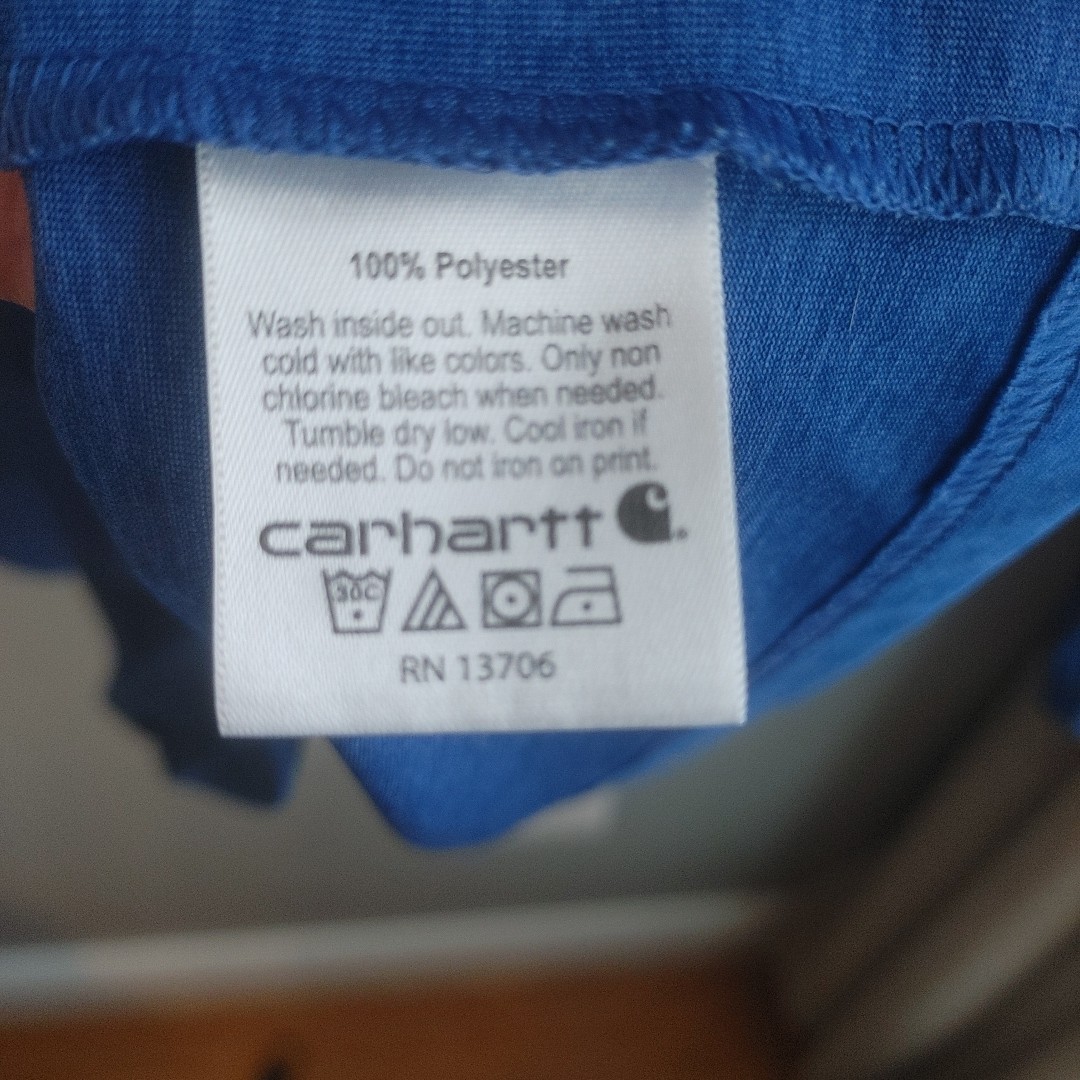 100% Polyester
Wash inside out. Machine wash
cold with like colors. Only non
chlorine bleach when needed.
Tumble dry low. Cool iron if
needed. Do not iron on print.
carhartt
30C
RN 13706